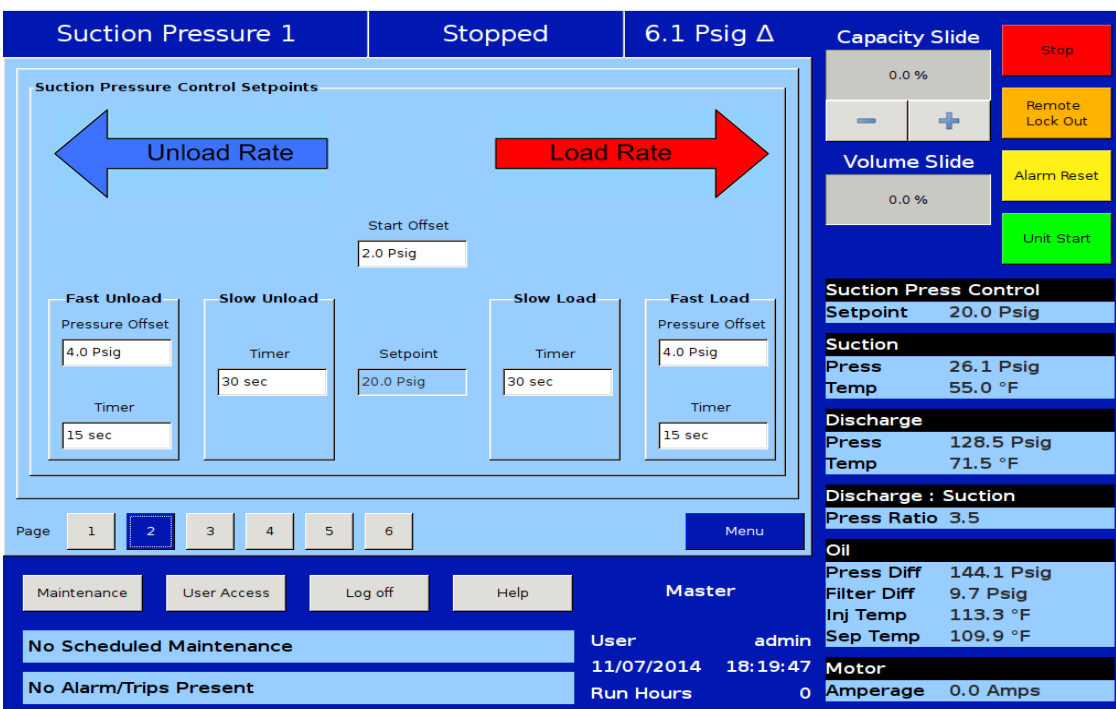 Suction Pressure 1 Stopped 6.1 Psig Δ
Suction Pressure Control Setpoints
Unload Rate Load Rate
Start Offset
2.0 Psig
Fast Unload Slow Unload Slow Load Fast Load
Pressure Offset Pressure Offset
4.0 Psig Timer Setpoint Timer 4.0 Psig
30 sec 20.0 Psig 30 sec
Timer Timer
15 sec 15 sec
Page 1 2 3 4 5 6 Menu
Maintenance User Access Log off Help Master
No Scheduled Maintenance
No Alarm/Trips Present
User admin
11/07/2014 18:19:47
Run Hours 0
Capacity Slide
0.0 %
− +
Volume Slide
0.0 %
Stop
Remote
Lock Out
Alarm Reset
Unit Start
Suction Press Control
Setpoint 20.0 Psig
Suction
Press 26.1 Psig
Temp 55.0 °F
Discharge
Press 128.5 Psig
Temp 71.5 °F
Discharge : Suction
Press Ratio 3.5
Oil
Press Diff 144.1 Psig
Filter Diff 9.7 Psig
Inj Temp 113.3 °F
Sep Temp 109.9 °F
Motor
Amperage 0.0 Amps